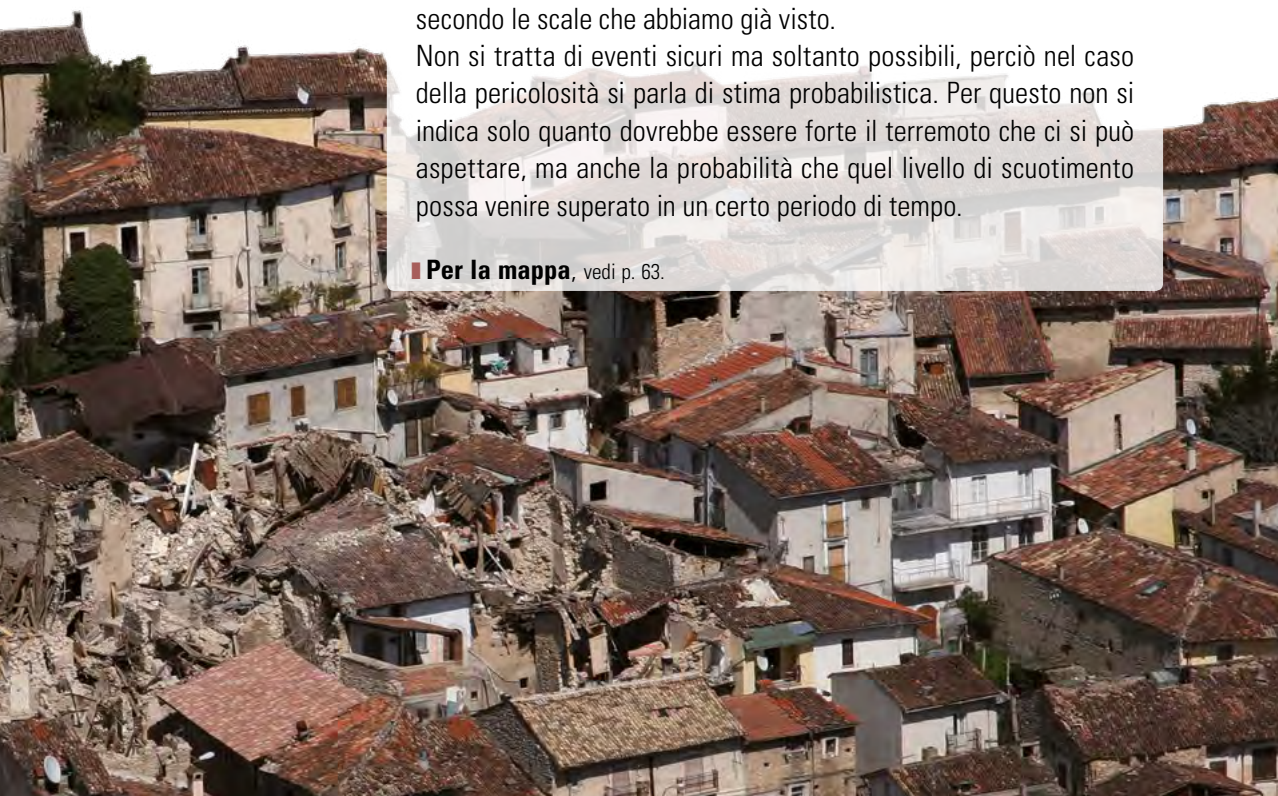 secondo le scale che abbiamo già visto.
Non si tratta di eventi sicuri ma soltanto possibili, perciò nel caso
della pericolosità si parla di stima probabilistica. Per questo non si
indica solo quanto dovrebbe essere forte il terremoto che ci si può
aspettare, ma anche la probabilità che quel livello di scuotimento
possa venire superato in un certo periodo di tempo.
Per la mappa, vedi p. 63.